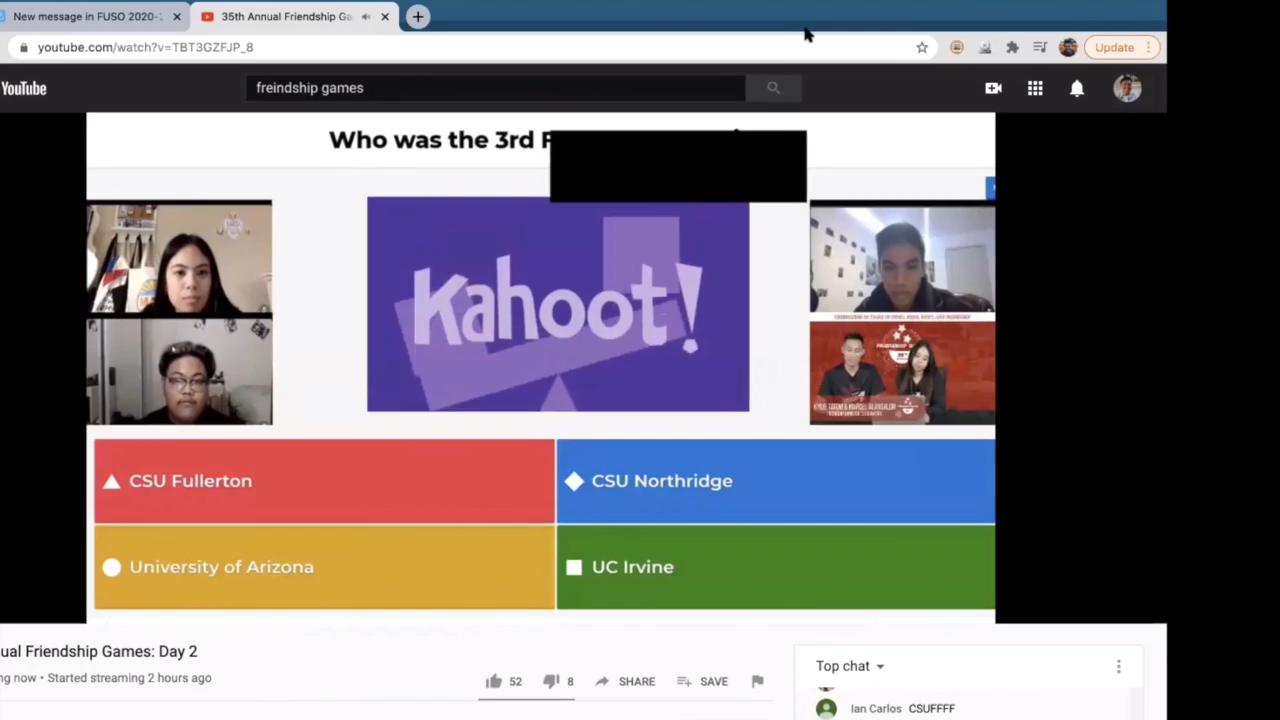 New message in FUSO 2020-
35th Annual Friendship Ga
youtube.com/watch?v=TBT3GZFJP_8
Update
YouTube
freindship games
Who was the 3rd F
Kahoot!
CSU Fullerton
CSU Northridge
University of Arizona
UC Irvine
ual Friendship Games: Day 2
ng now • Started streaming 2 hours ago
52
8
SHARE
SAVE
Top chat
Ian Carlos CSUFFFF